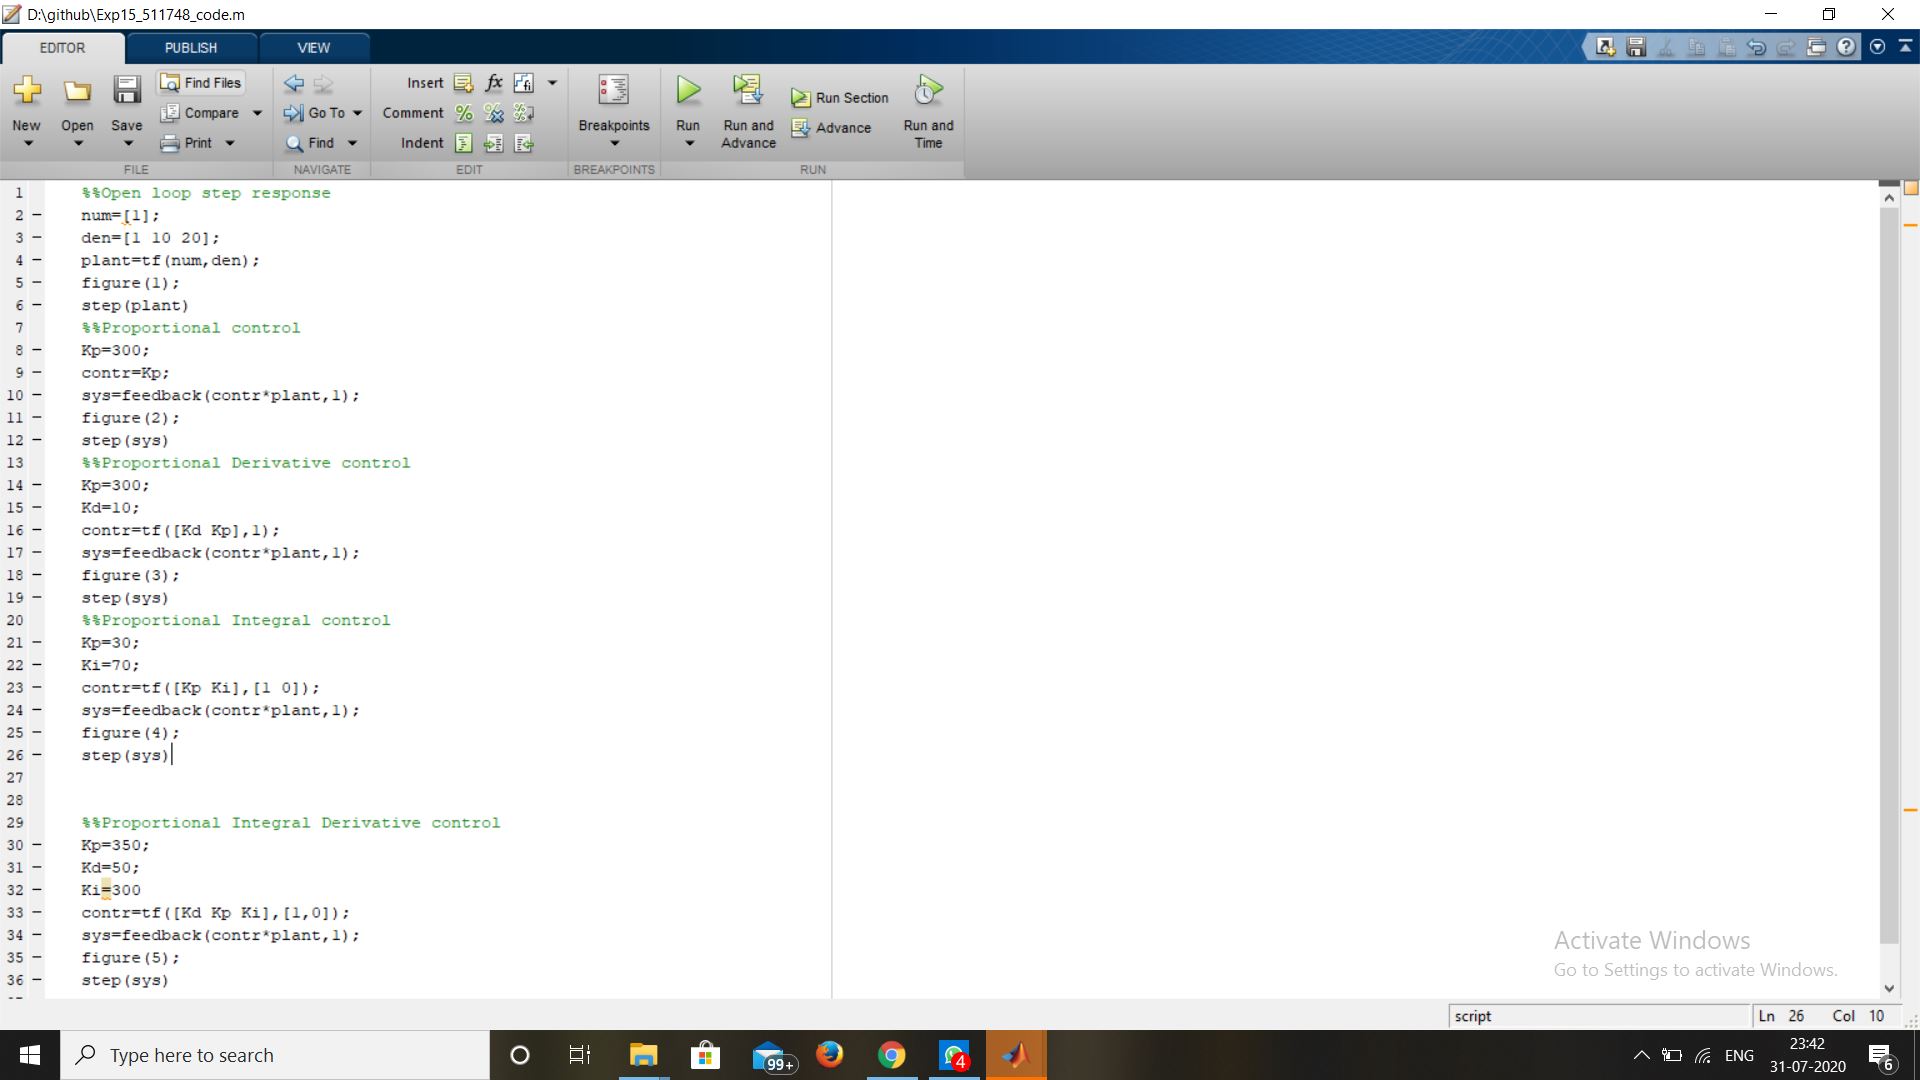 D:\github\Exp15_511748_code.m
EDITOR PUBLISH VIEW
New Open Save Find Files Compare Print
Go To Find
Insert fx fi
Comment
Indent
Breakpoints
Run Run and Advance Run Section Advance Run and Time
FILE NAVIGATE EDIT BREAKPOINTS RUN
1 %%Open loop step response
2 – num=[1];
3 – den=[1 10 20];
4 – plant=tf(num,den);
5 – figure(1);
6 – step(plant)
7 %%Proportional control
8 – Kp=300;
9 – contr=Kp;
10 – sys=feedback(contr*plant,1);
11 – figure(2);
12 – step(sys)
13 %%Proportional Derivative control
14 – Kp=300;
15 – Kd=10;
16 – contr=tf([Kd Kp],1);
17 – sys=feedback(contr*plant,1);
18 – figure(3);
19 – step(sys)
20 %%Proportional Integral control
21 – Kp=30;
22 – Ki=70;
23 – contr=tf([Kp Ki],[1 0]);
24 – sys=feedback(contr*plant,1);
25 – figure(4);
26 – step(sys)
27
28
29 %%Proportional Integral Derivative control
30 – Kp=350;
31 – Kd=50;
32 – Ki=300
33 – contr=tf([Kd Kp Ki],[1,0]);
34 – sys=feedback(contr*plant,1);
35 – figure(5);
36 – step(sys)
Activate Windows
Go to Settings to activate Windows.
script Ln 26 Col 10
Type here to search
99+
4
ENG
23:42
31-07-2020
6